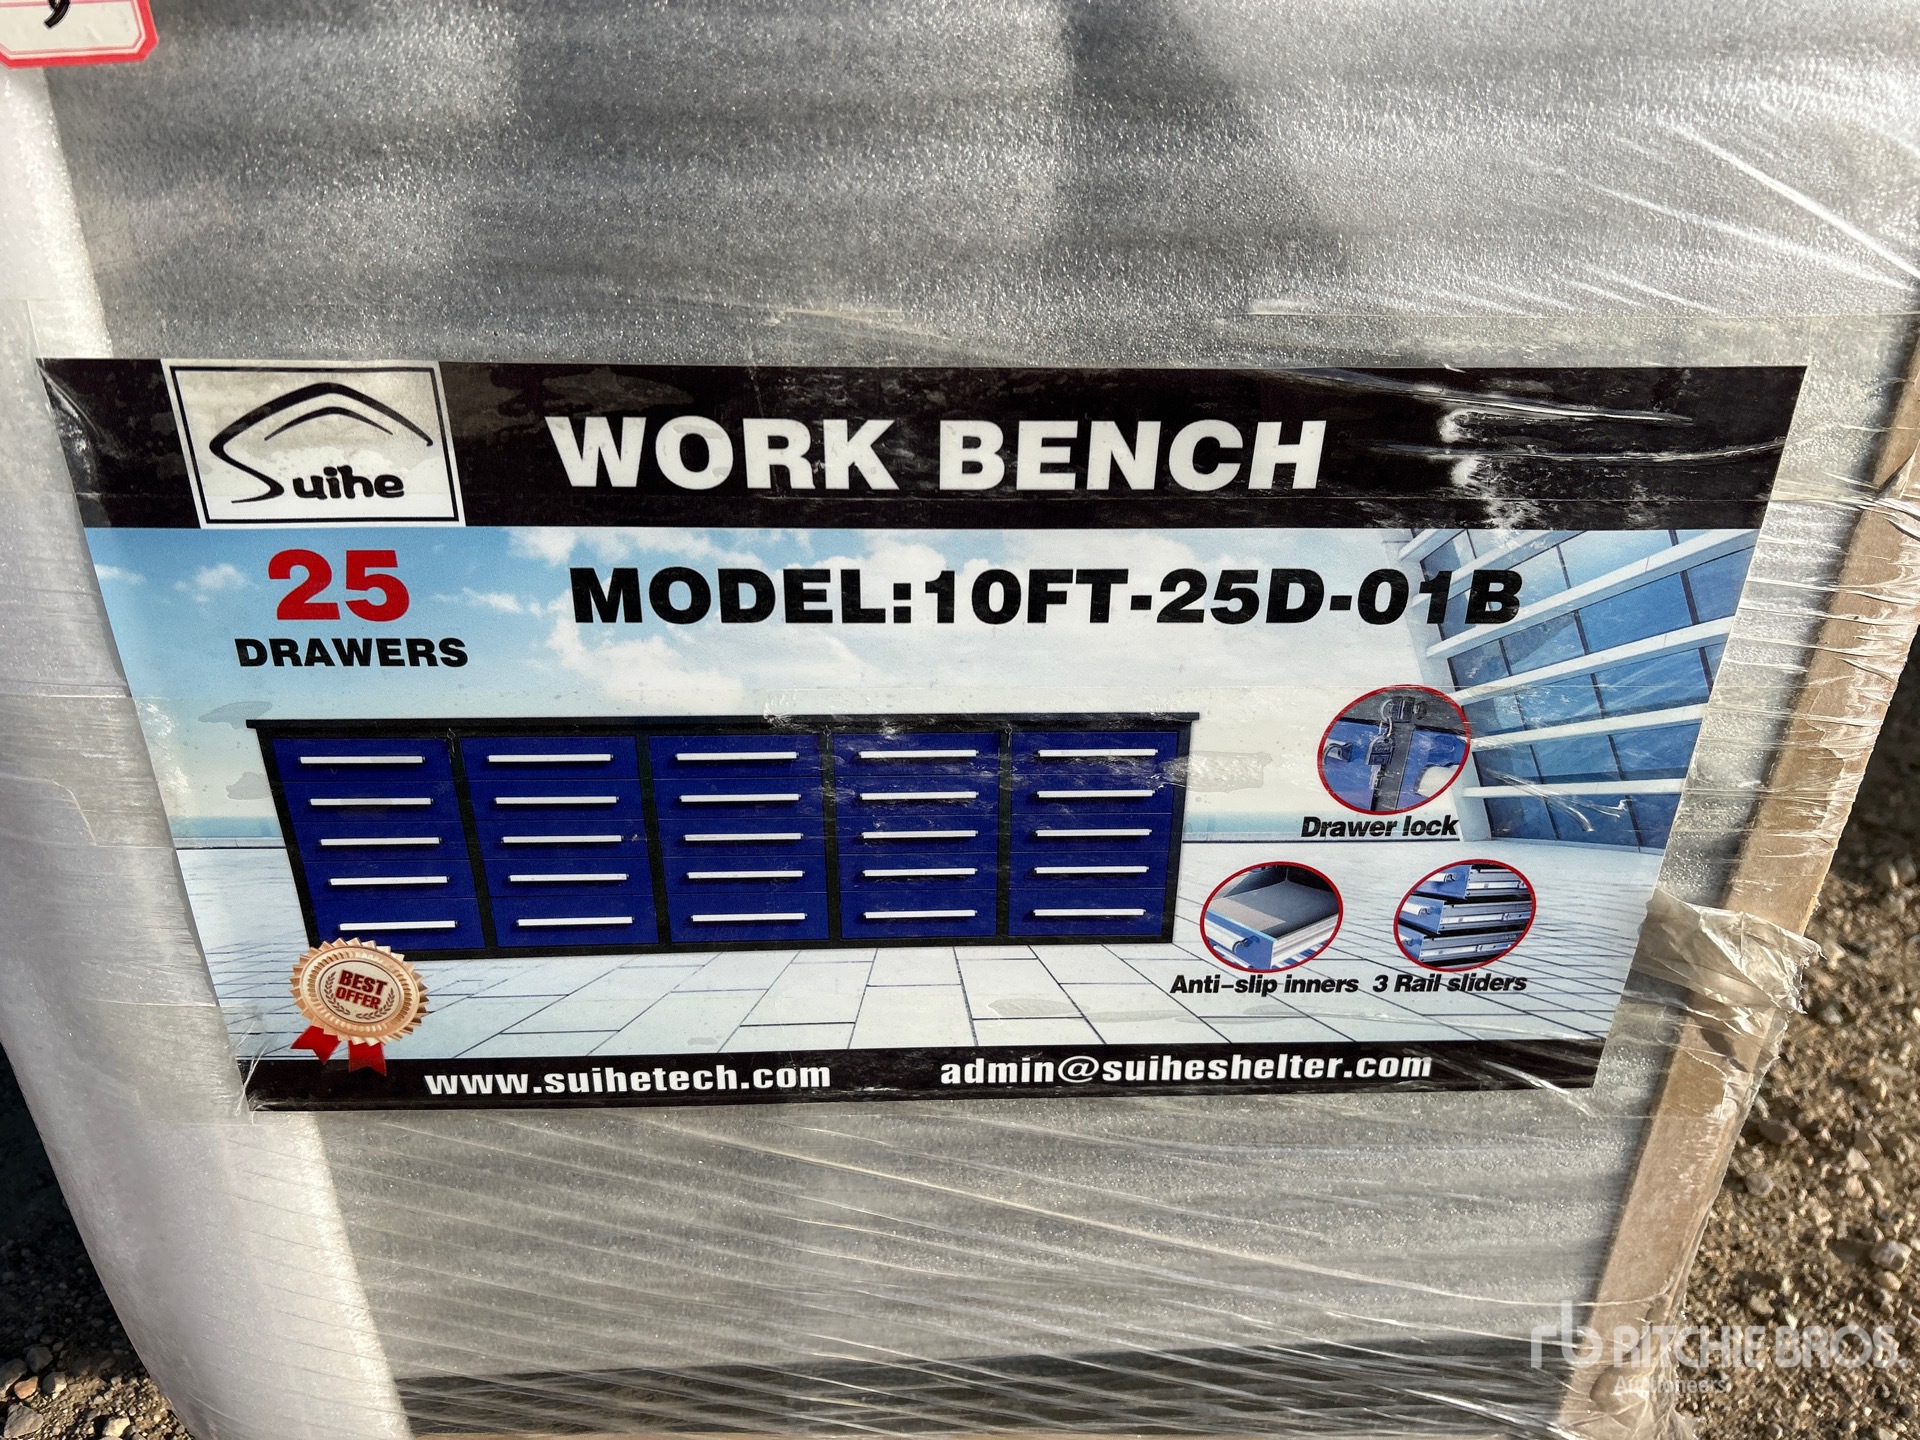 Suihe
WORK BENCH
25
DRAWERS
MODEL:10FT-25D-01B
Drawer lock
Anti-slip inners
3 Rail sliders
BEST
OFFER
www.suihetech.com
admin@suiheshelter.com
rb RITCHIE BROS.
Auctioneers